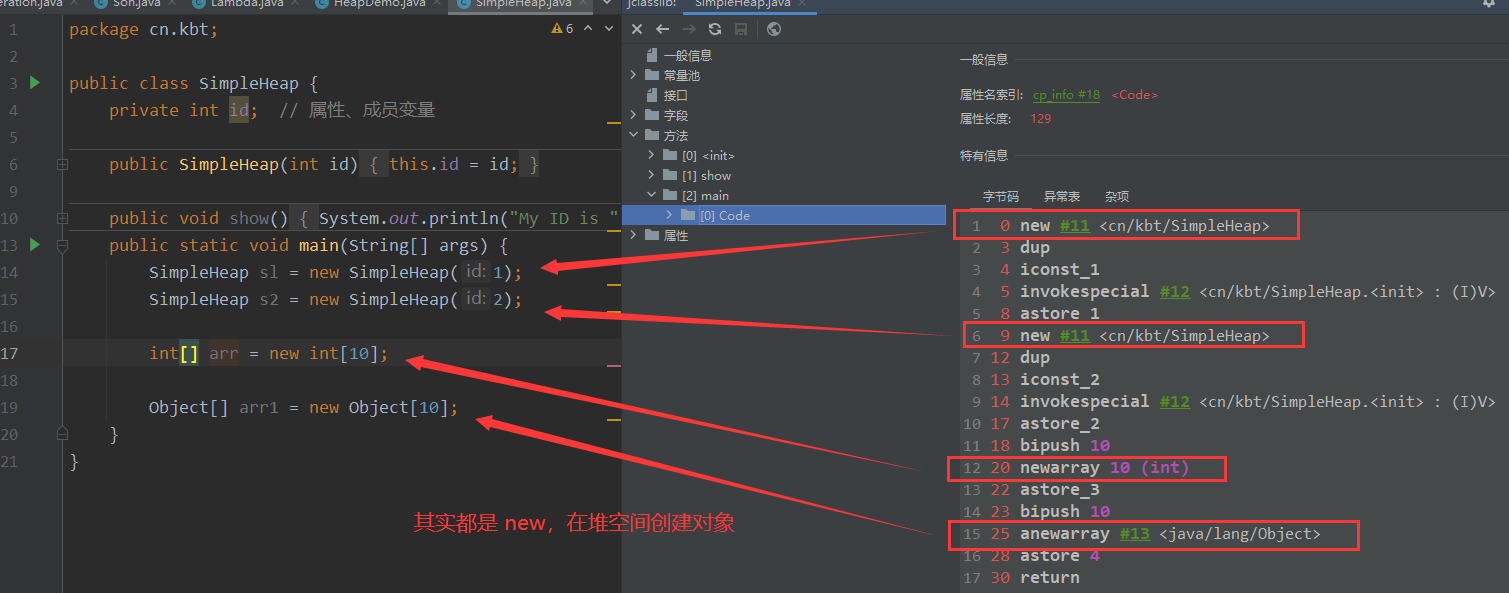 eration.java
Son.java
Lambda.java
HeapDemo.java
SimpleHeap.java
1 package cn.kbt;
6
2
3 public class SimpleHeap {
4 private int id; // 属性、成员变量
5
6 public SimpleHeap(int id) { this.id = id; }
9
10 public void show() { System.out.println("My ID is "
13 public static void main(String[] args) {
14 SimpleHeap sl = new SimpleHeap( id: 1);
15 SimpleHeap s2 = new SimpleHeap( id: 2);
16
17 int[] arr = new int[10];
18
19 Object[] arr1 = new Object[10];
20 }
21 }
其实都是 new，在堆空间创建对象
jclasslib:
SimpleHeap.java
一般信息
常量池
接口
字段
方法
[0] <init>
[1] show
[2] main
[0] Code
属性
一般信息
属性名索引: cp_info #18 <Code>
属性长度: 129
特有信息
字节码 异常表 杂项
1 0 new #11 <cn/kbt/SimpleHeap>
2 3 dup
3 4 iconst_1
4 5 invokespecial #12 <cn/kbt/SimpleHeap.<init> : (I)V>
5 8 astore_1
6 9 new #11 <cn/kbt/SimpleHeap>
7 12 dup
8 13 iconst_2
9 14 invokespecial #12 <cn/kbt/SimpleHeap.<init> : (I)V>
10 17 astore_2
11 18 bipush 10
12 20 newarray 10 (int)
13 22 astore_3
14 23 bipush 10
15 25 anewarray #13 <java/lang/Object>
16 28 astore 4
17 30 return